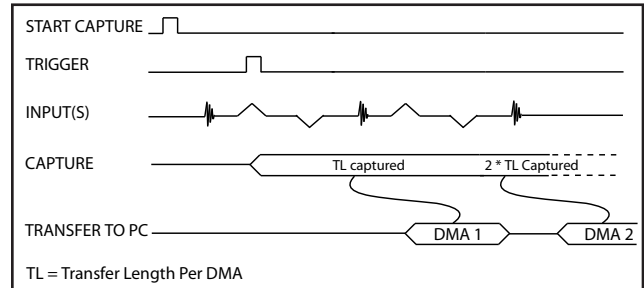 START CAPTURE
TRIGGER
INPUT(S)
CAPTURE
TL captured
2 * TL Captured
TRANSFER TO PC
DMA 1
DMA 2
TL = Transfer Length Per DMA